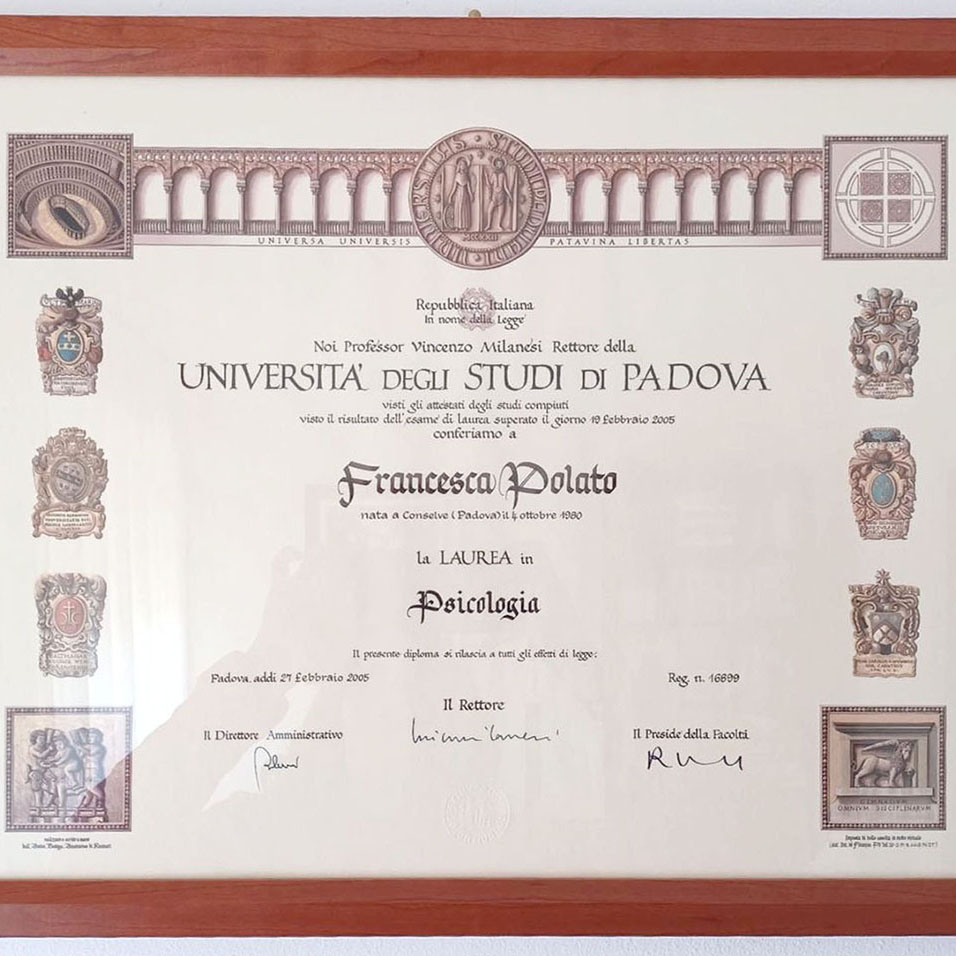 UNIVERSA UNIVERSIS PATAVINA LIBERTAS
Repubblica Italiana
In nome della Legge
Noi Professor Vincenzo Milanesi Rettore della
UNIVERSITA' DEGLI STUDI DI PADOVA
visti gli attestati degli studi compiuti
visto il risultato dell'esame di laurea superato il giorno 19 febbraio 2005
conferiamo a
Francesca Polato
nata a Conselve (Padova) il 4 ottobre 1980
la LAUREA in
Psicologia
Il presente diploma si rilascia a tutti gli effetti di legge:
Padova, addì 27 febbraio 2005 Reg. n. 16899
Il Rettore
Il Direttore Amministrativo Il Preside della Facoltà
GIMNASIUM
OMNIUM DISCIPLINARUM